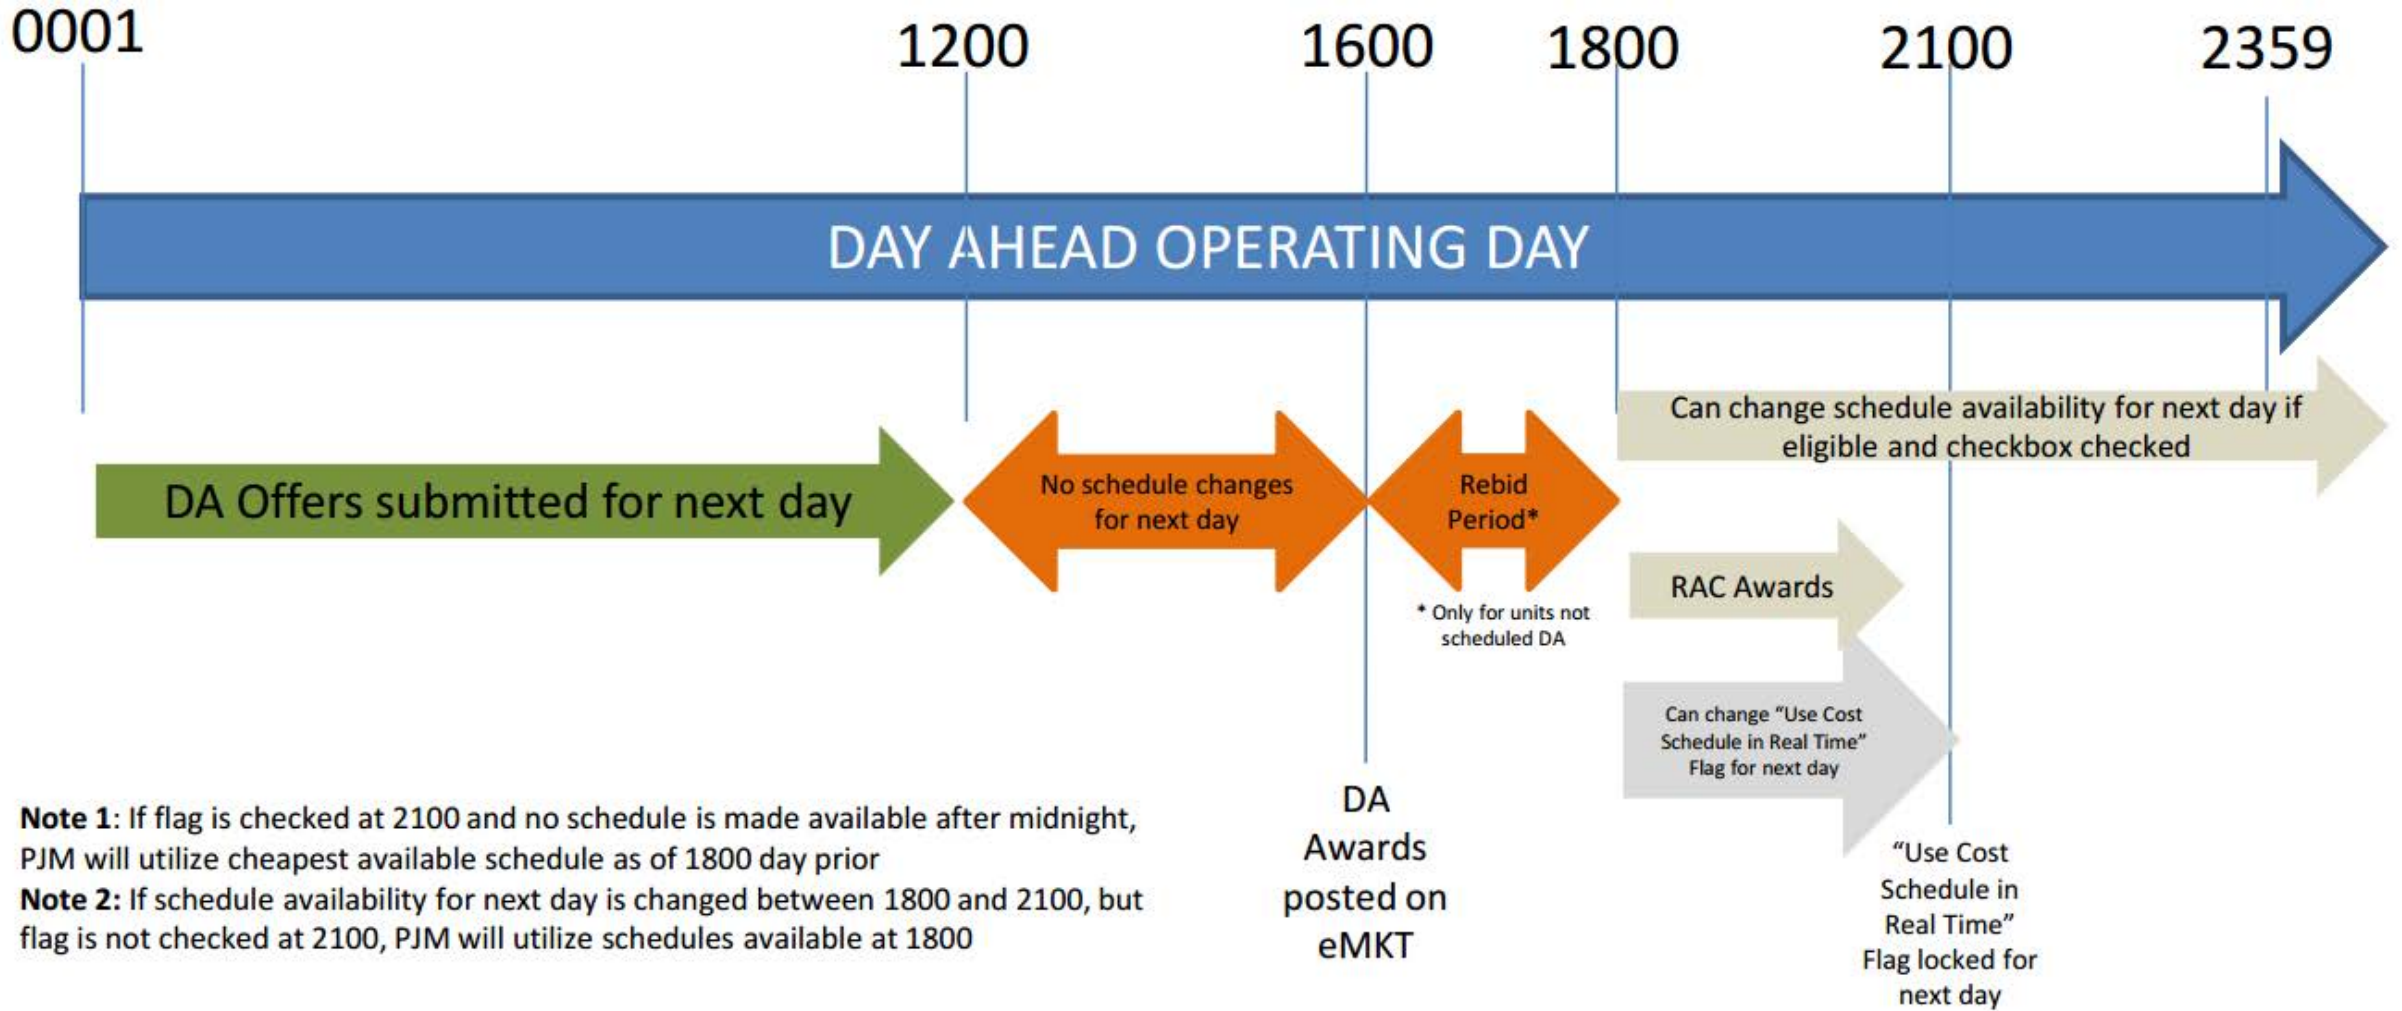 0001
1200
1600
1800
2100
2359
DAY AHEAD OPERATING DAY
DA Offers submitted for next day
No schedule changes
for next day
Rebid
Period*
* Only for units not
scheduled DA
Can change schedule availability for next day if
eligible and checkbox checked
RAC Awards
Can change “Use Cost
Schedule in Real Time”
Flag for next day
DA
Awards
posted on
eMKT
“Use Cost
Schedule in
Real Time”
Flag locked for
next day
Note 1: If flag is checked at 2100 and no schedule is made available after midnight,
PJM will utilize cheapest available schedule as of 1800 day prior
Note 2: If schedule availability for next day is changed between 1800 and 2100, but
flag is not checked at 2100, PJM will utilize schedules available at 1800